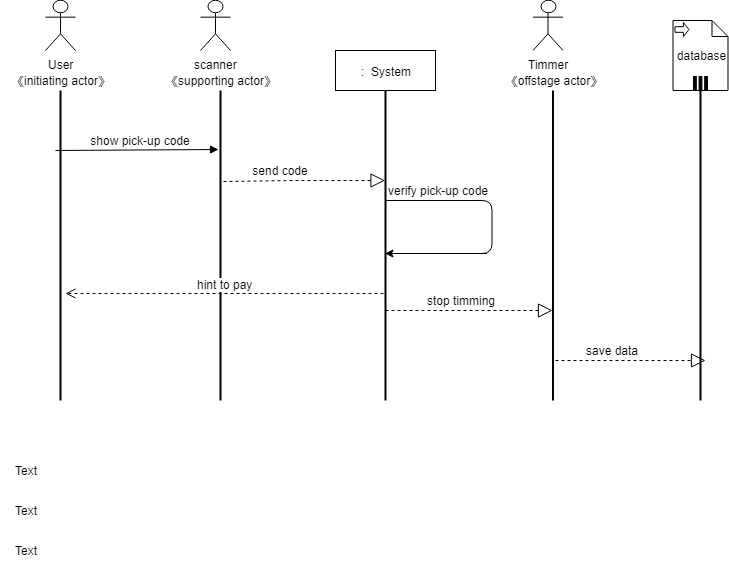 User
《initiating actor》
scanner
《supporting actor》
: System
Timmer
《offstage actor》
database
show pick-up code
send code
verify pick-up code
hint to pay
stop timming
save data
Text
Text
Text